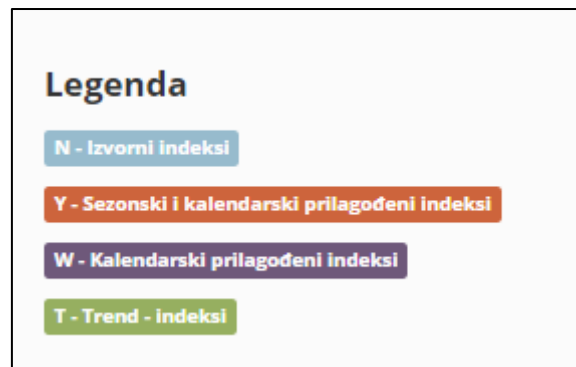 Legenda
N - Izvorni indeksi
Y - Sezonski i kalendarski prilagođeni indeksi
W - Kalendarski prilagođeni indeksi
T - Trend - indeksi